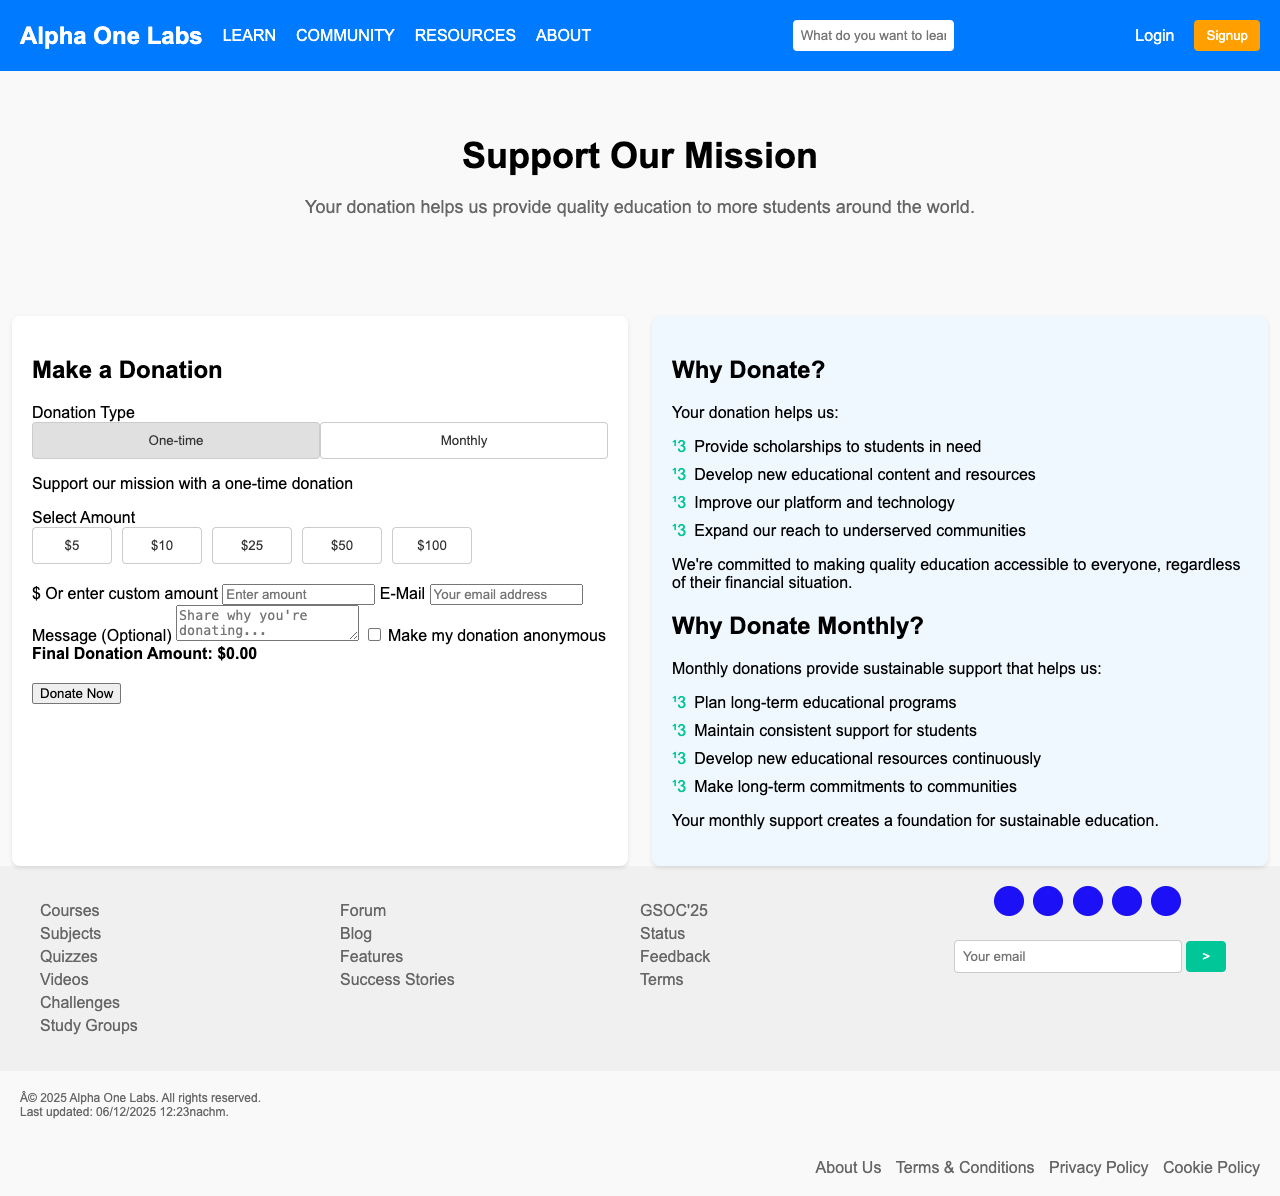 Alpha One Labs LEARN COMMUNITY RESOURCES ABOUT What do you want to lear Login Signup
Support Our Mission
Your donation helps us provide quality education to more students around the world.
Make a Donation
Donation Type
One-time Monthly
Support our mission with a one-time donation
Select Amount
$5 $10 $25 $50 $100
$ Or enter custom amount Enter amount E-Mail Your email address
Message (Optional) Share why you're
donating... Make my donation anonymous
Final Donation Amount: $0.00
Donate Now
Why Donate?
Your donation helps us:
¹3 Provide scholarships to students in need
¹3 Develop new educational content and resources
¹3 Improve our platform and technology
¹3 Expand our reach to underserved communities
We're committed to making quality education accessible to everyone, regardless
of their financial situation.
Why Donate Monthly?
Monthly donations provide sustainable support that helps us:
¹3 Plan long-term educational programs
¹3 Maintain consistent support for students
¹3 Develop new educational resources continuously
¹3 Make long-term commitments to communities
Your monthly support creates a foundation for sustainable education.
Courses
Subjects
Quizzes
Videos
Challenges
Study Groups
Forum
Blog
Features
Success Stories
GSOC'25
Status
Feedback
Terms
Your email >
Â© 2025 Alpha One Labs. All rights reserved.
Last updated: 06/12/2025 12:23nachm.
About Us Terms & Conditions Privacy Policy Cookie Policy